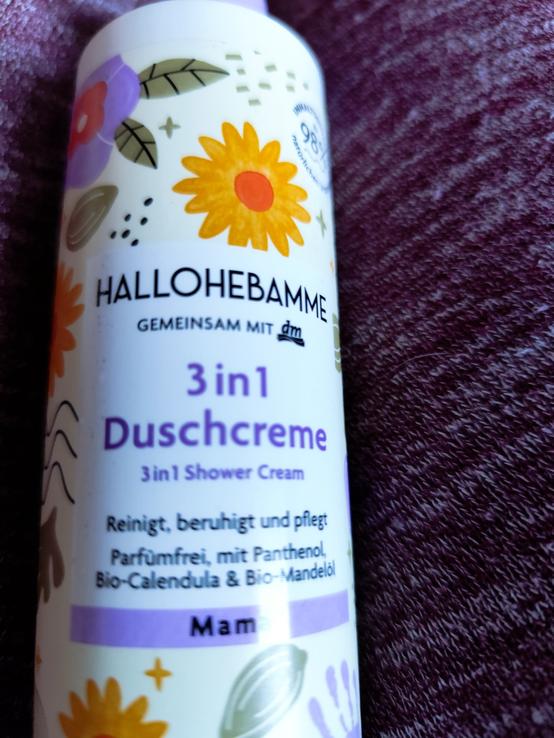 98%
HALLOHEBAMME
GEMEINSAM MIT dm
3in1
Duschcreme
3in1 Shower Cream
Reinigt, beruhigt und pflegt
Parfümfrei, mit Panthenol,
Bio-Calendula & Bio-Mandelöl
Mama